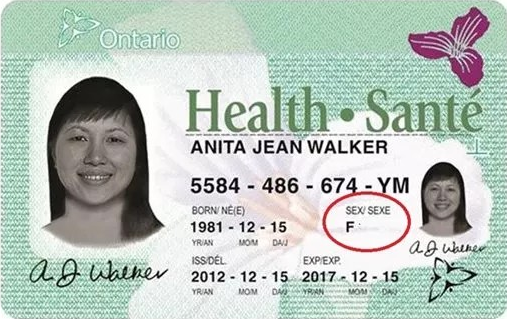 Ontario
Health • Santé
ANITA JEAN WALKER
5584 - 486 - 674 - YM
BORN/ NÉ(E) SEX/ SEXE
1981 - 12 - 15 F
YR/AN MO/M DA/J
A. J Walker
ISS/DÉL. EXP/EXP.
2012 - 12 - 15 2017 - 12 - 15
YR/AN MO/M DA/J YR/AN MO/M DA/J
A. J Walker